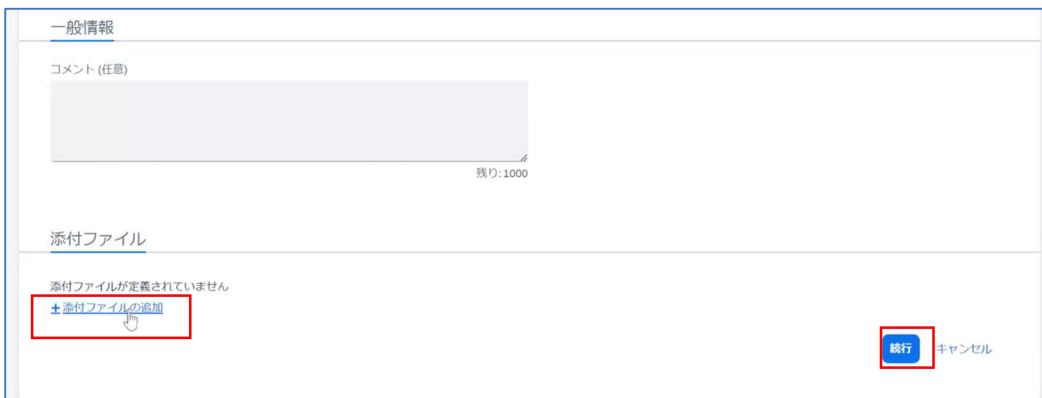 一般情報
コメント (任意)
残り:1000
添付ファイル
添付ファイルが定義されていません
+添付ファイルの追加
続行 キャンセル